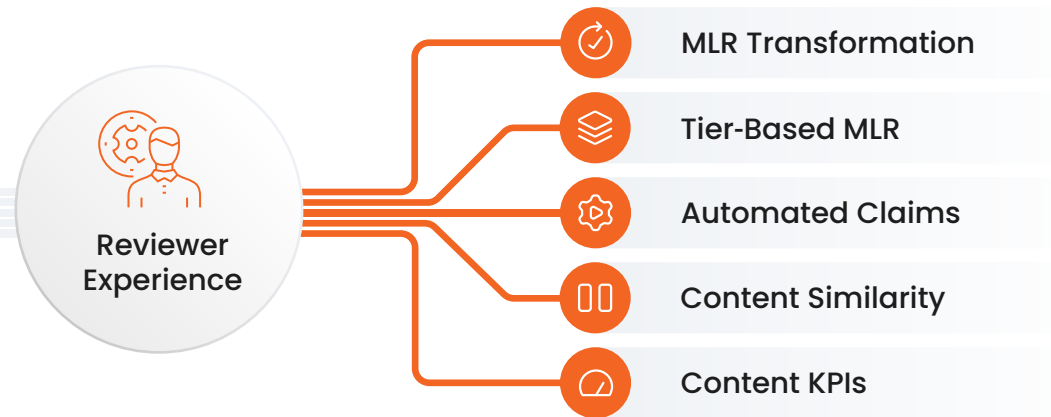 Reviewer
Experience
MLR Transformation
Tier-Based MLR
Automated Claims
Content Similarity
Content KPIs